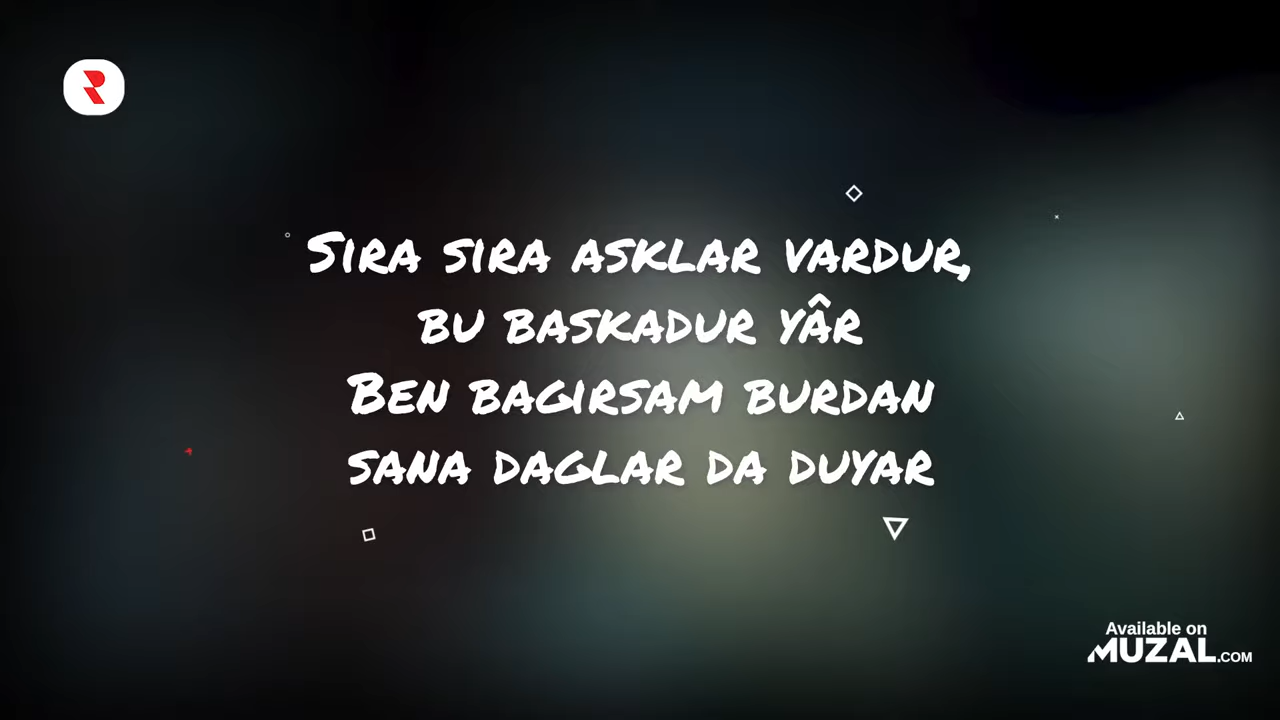 Sira sira asklar vardur,
bu baskadur yâr
Ben bagirsam burdan
sana daglar da duyar
Available on
MUZAL.COM